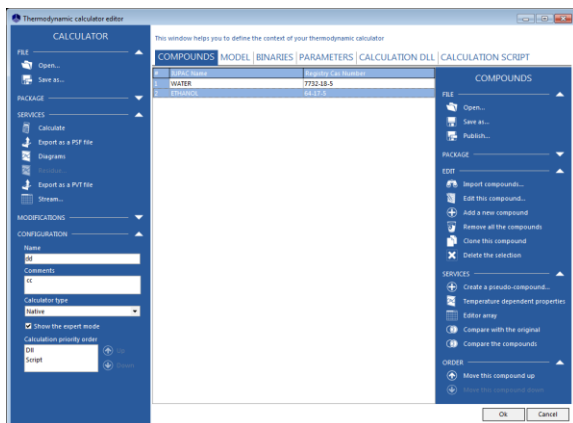 Thermodynamic calculator editor
CALCULATOR
FILE
Open...
Save as...
PACKAGE
SERVICES
Calculate
Export as a PSF file
Diagrams
Residue...
Export as a PVT file
Stream...
MODIFICATIONS
CONFIGURATION
Name
dd
Comments
cc
Calculator type
Native
Show the expert mode
Calculation priority order
Dll
Script
Up
Down
This window helps you to define the context of your thermodynamic calculator
COMPOUNDS MODEL BINARIES PARAMETERS CALCULATION DLL CALCULATION SCRIPT
# IUPAC Name Registry Cas Number
1 WATER 7732-18-5
2 ETHANOL 64-17-5
COMPOUNDS
FILE
Open...
Save as...
Publish...
PACKAGE
EDIT
Import compounds...
Edit this compound...
Add a new compound
Remove all the compounds
Clone this compound
Delete the selection
SERVICES
Create a pseudo-compound...
Temperature dependent properties
Editor array
Compare with the original
Compare the compounds
ORDER
Move this compound up
Move this compound down
Ok Cancel